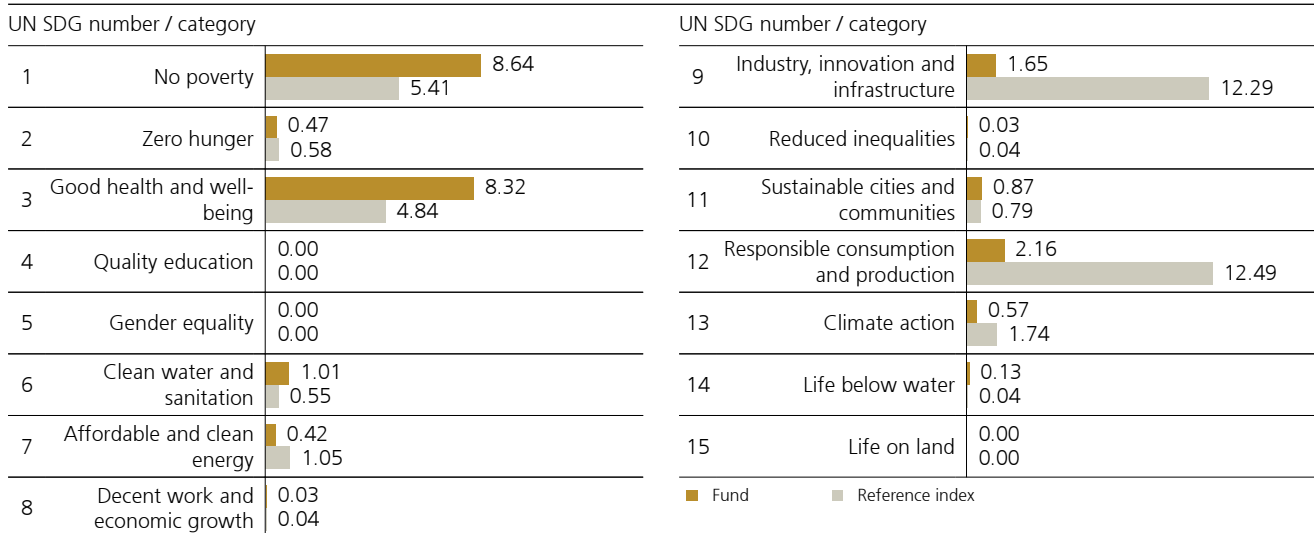 UN SDG number / category
1
No poverty
8.64
5.41
2
Zero hunger
0.47
0.58
3
Good health and well-
being
8.32
4.84
4
Quality education
0.00
0.00
5
Gender equality
0.00
0.00
6
Clean water and
sanitation
1.01
0.55
7
Affordable and clean
energy
0.42
1.05
8
Decent work and
economic growth
0.03
0.04
UN SDG number / category
9
Industry, innovation and
infrastructure
1.65
12.29
10
Reduced inequalities
0.03
0.04
11
Sustainable cities and
communities
0.87
0.79
12
Responsible consumption
and production
2.16
12.49
13
Climate action
0.57
1.74
14
Life below water
0.13
0.04
15
Life on land
0.00
0.00
Fund
Reference index